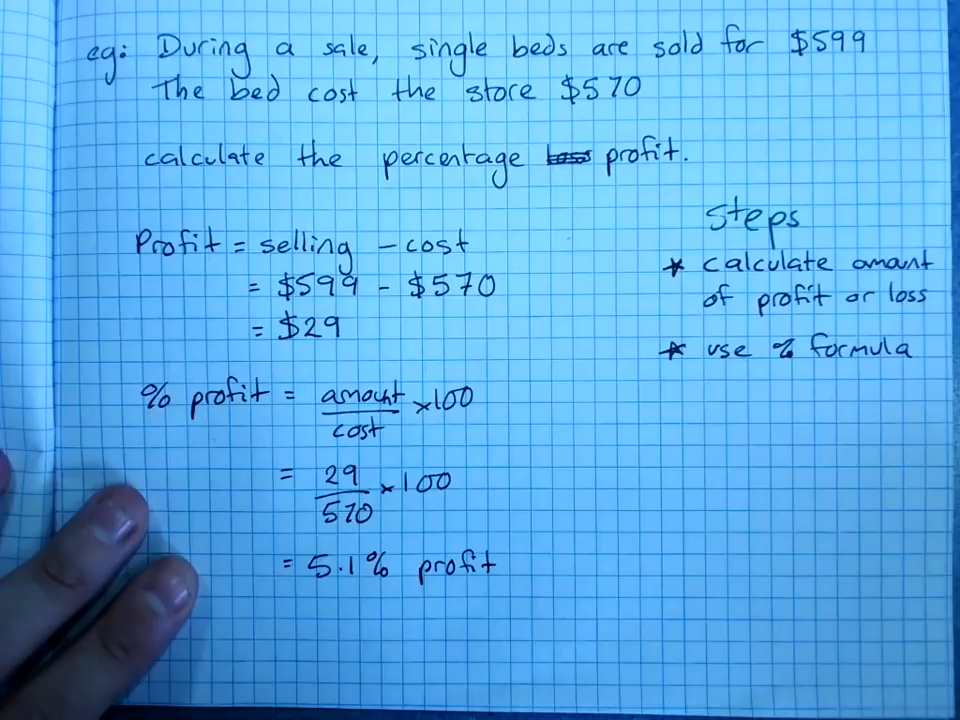 eg: During a sale, single beds are sold for $599
The bed cost the store $570
calculate the percentage profit.
Profit = selling - cost
= $599 - $570
= $29
% profit = amount/cost ×100
= 29/570 ×100
= 5.1% profit
Steps
* calculate amount
of profit or loss
* use % formula